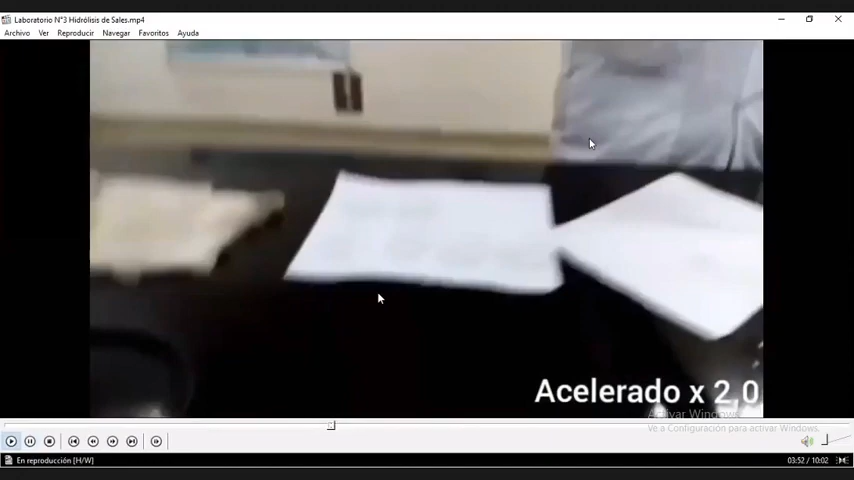 Laboratorio N°3 Hidrólisis de Sales.mp4
Archivo Ver Reproducir Navegar Favoritos Ayuda
Acelerado x 2,0
Activar Windows
Ve a Configuración para activar Windows.
En reproducción [H/W]
03:52 / 10:02